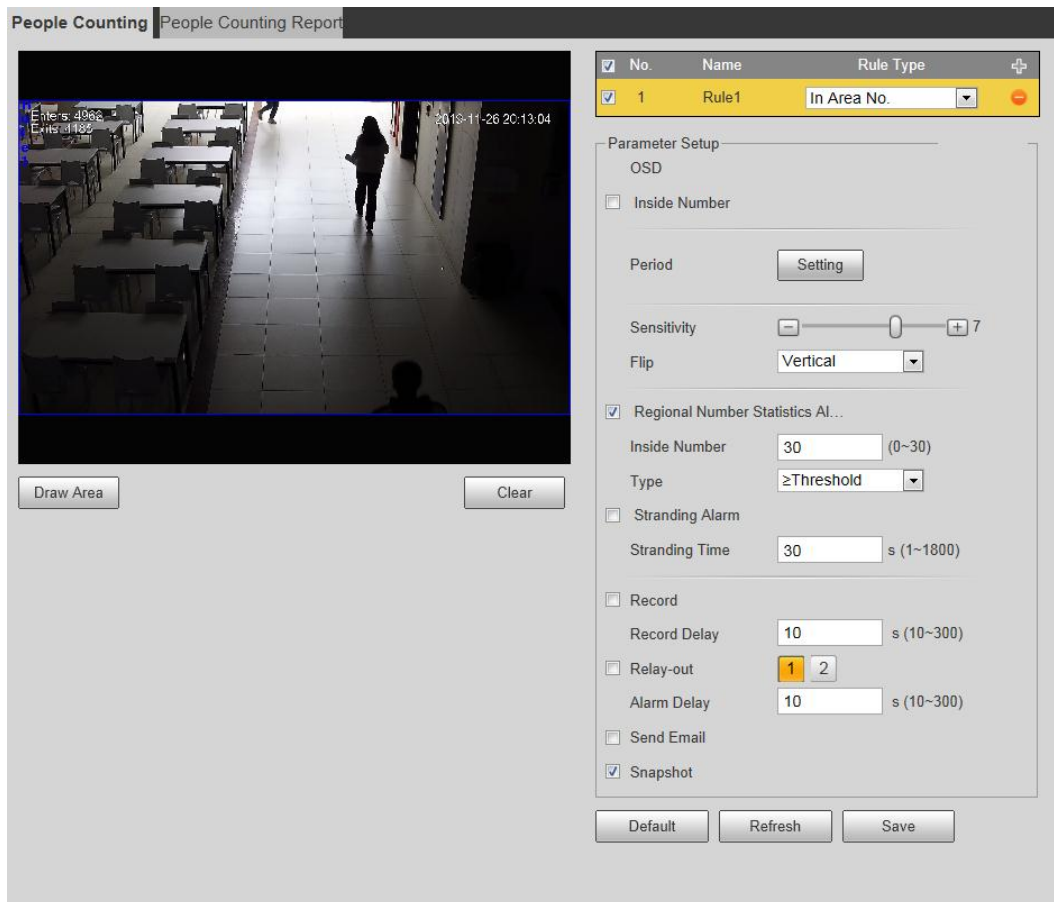 People Counting People Counting Report
No. Name Rule Type
1 Rule1 In Area No.
Enters: 4962
Exits: 4185
2013-11-26 20:13:04
Draw Area Clear
Parameter Setup
OSD
Inside Number
Period Setting
Sensitivity 7
Flip Vertical
Regional Number Statistics Al...
Inside Number 30 (0~30)
Type ≥Threshold
Stranding Alarm
Stranding Time 30 s (1~1800)
Record
Record Delay 10 s (10~300)
Relay-out 1 2
Alarm Delay 10 s (10~300)
Send Email
Snapshot
Default Refresh Save